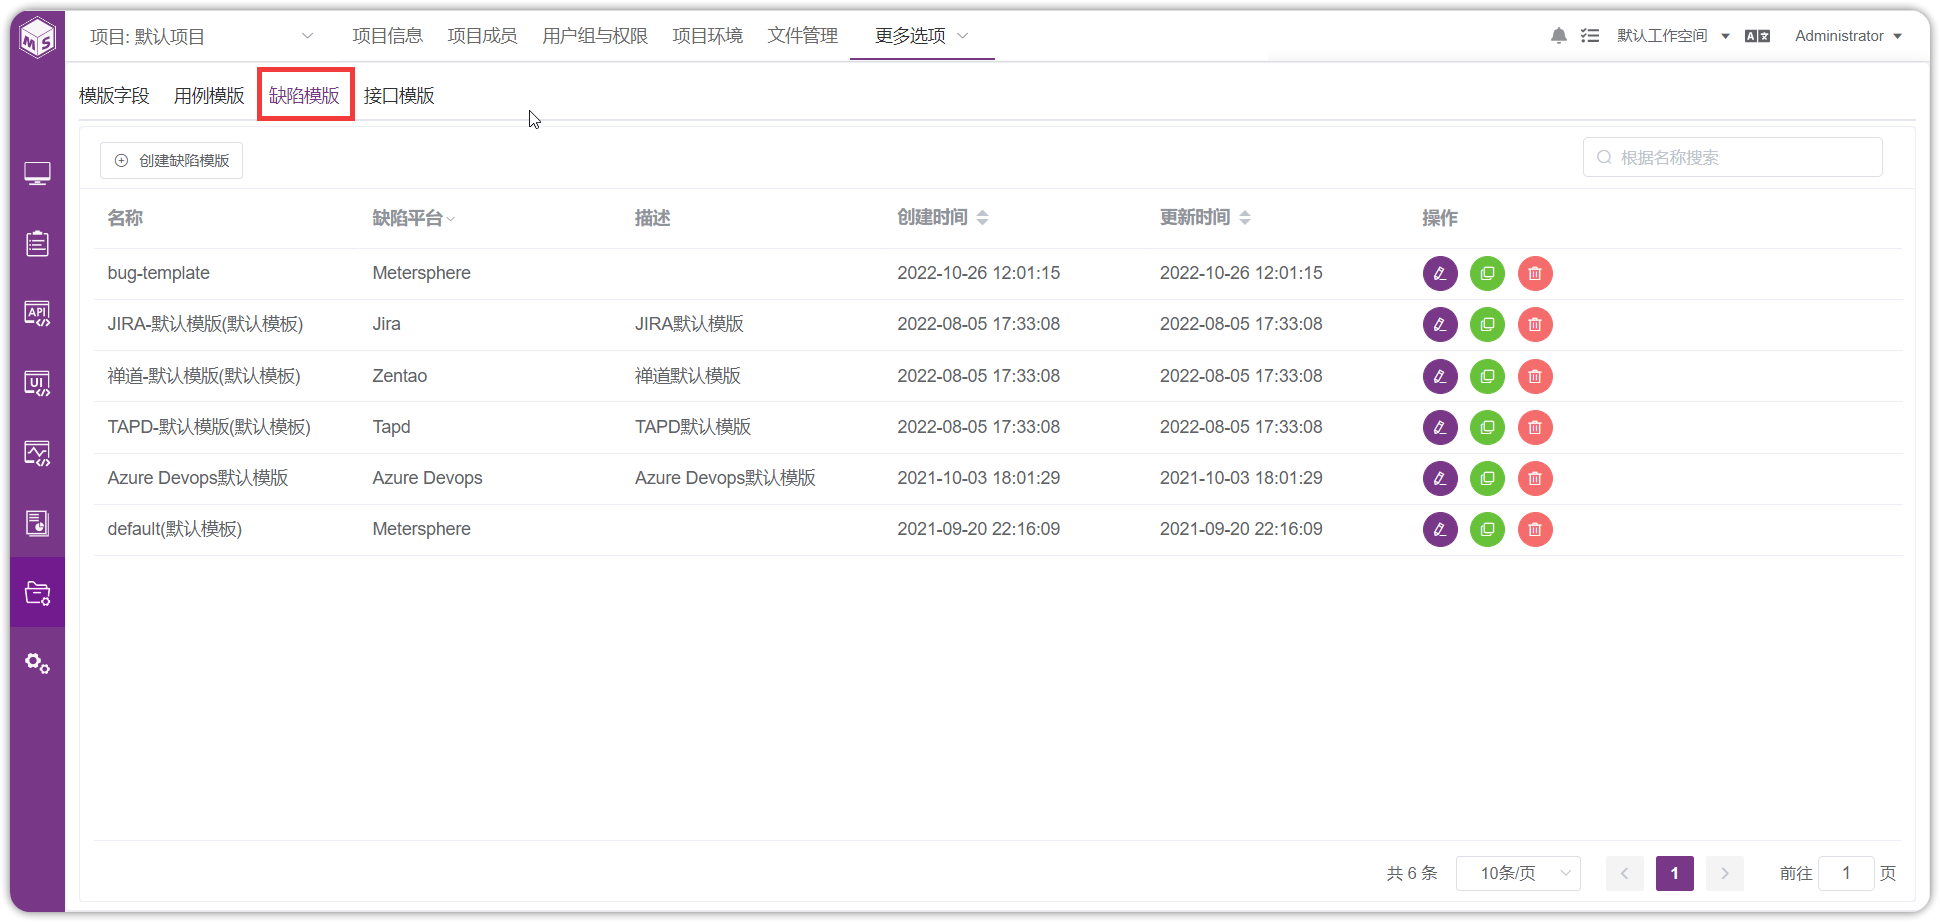 项目: 默认项目 项目信息 项目成员 用户组与权限 项目环境 文件管理 更多选项 默认工作空间 Administrator
MS
模版字段 用例模版 缺陷模版 接口模版
创建缺陷模版 根据名称搜索
名称 缺陷平台 描述 创建时间 更新时间 操作
bug-template Metersphere 2022-10-26 12:01:15 2022-10-26 12:01:15
API
JIRA-默认模版(默认模板) Jira JIRA默认模版 2022-08-05 17:33:08 2022-08-05 17:33:08
禅道-默认模版(默认模板) Zentao 禅道默认模版 2022-08-05 17:33:08 2022-08-05 17:33:08
UI
TAPD-默认模版(默认模板) Tapd TAPD默认模版 2022-08-05 17:33:08 2022-08-05 17:33:08
Azure Devops默认模版 Azure Devops Azure Devops默认模版 2021-10-03 18:01:29 2021-10-03 18:01:29
default(默认模板) Metersphere 2021-09-20 22:16:09 2021-09-20 22:16:09
共 6 条 10条/页 1 前往 1 页